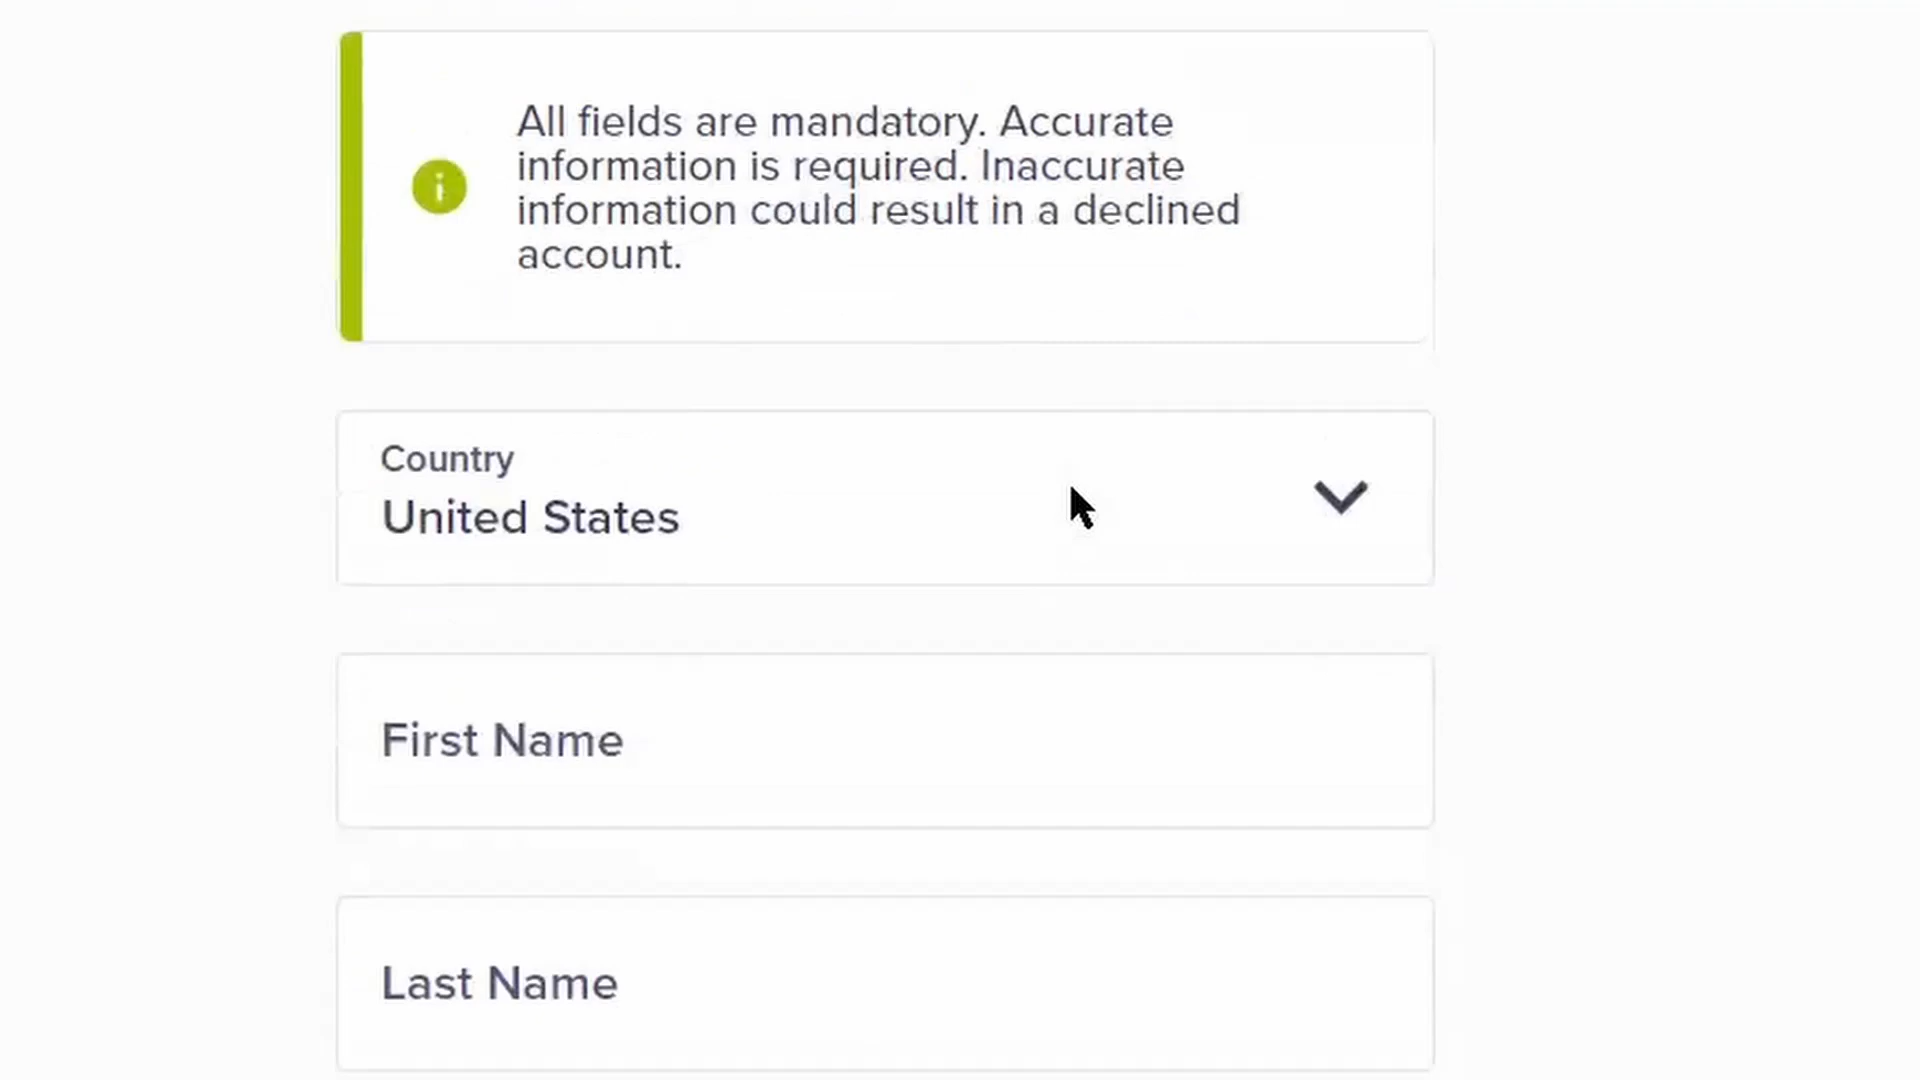 All fields are mandatory. Accurate
information is required. Inaccurate
information could result in a declined
account.
Country
United States
First Name
Last Name